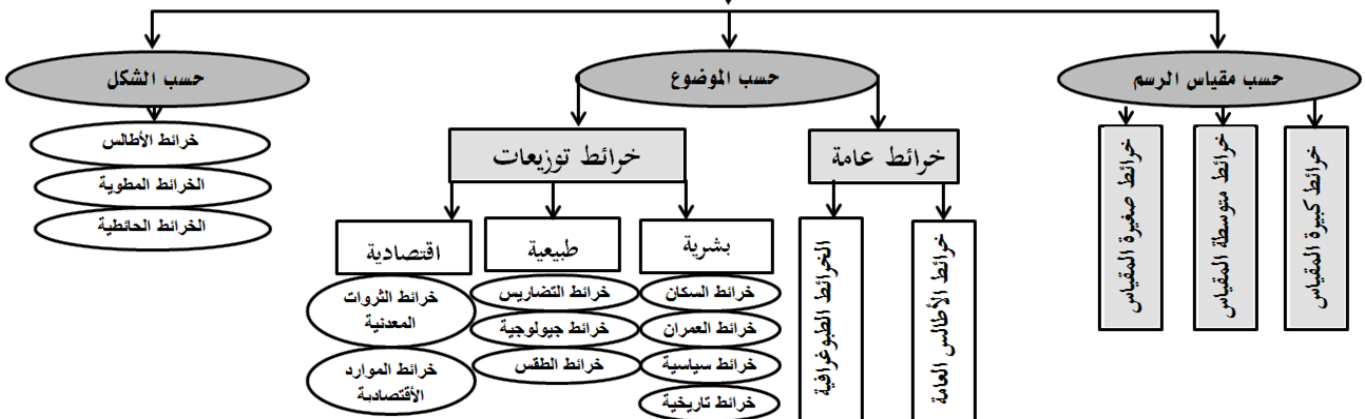 حسب مقياس الرسم
حسب الموضوع
حسب الشكل
خرائط كبيرة المقياس
خرائط متوسطة المقياس
خرائط صغيرة المقياس
خرائط عامة
خرائط توزيعات
خرائط الأطالس العامة
الخرائط الطبوغرافية
بشرية
خرائط السكان
خرائط العمران
خرائط سياسية
خرائط تاريخية
طبيعية
خرائط التضاريس
خرائط جيولوجية
خرائط الطقس
اقتصادية
خرائط الثروات
المعدنية
خرائط الموارد
الأقتصادية
خرائط الأطالس
الخرائط المطوية
الخرائط الحائطية